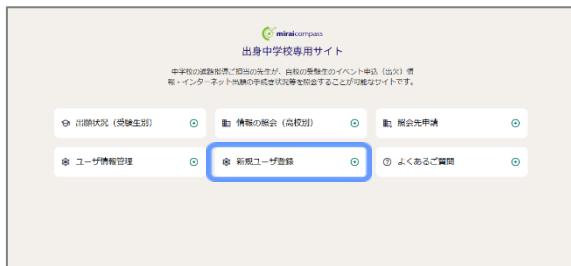 miraicompass
出身中学校専用サイト
中学校の進路指導ご担当の先生が、自校の受験生のイベント申込（出欠）情
報・インターネット出願の手続き状況等を照会することが可能なサイトです。
出願状況（受験生別）
情報の照会（高校別）
照会先申請
ユーザ情報管理
新規ユーザ登録
よくあるご質問